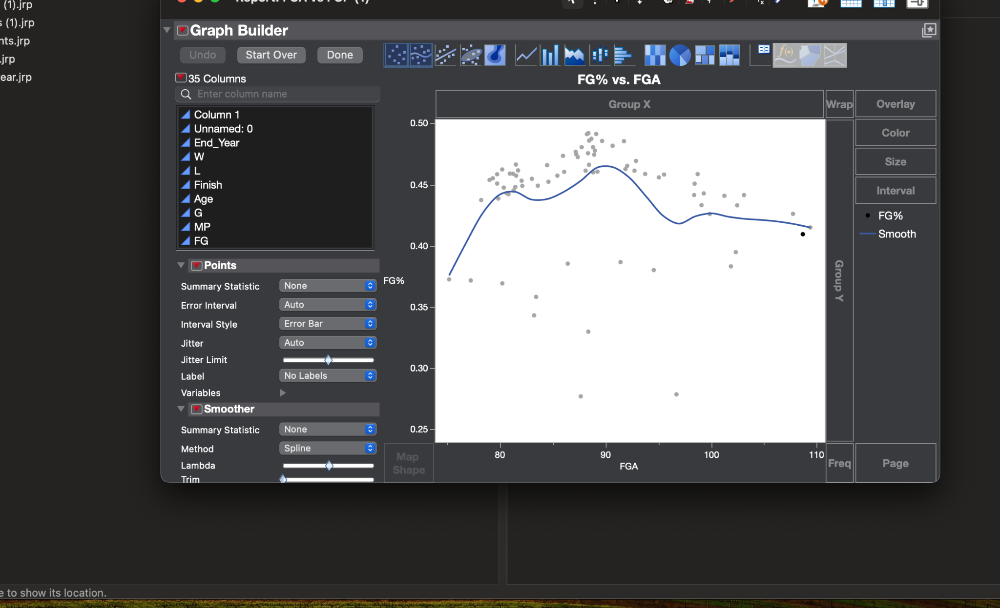 (1).jrp
s (1).jrp
nts.jrp
.jrp
ear.jrp
Graph Builder
Undo
Start Over
Done
35 Columns
Enter column name
Column 1
Unnamed: 0
End_Year
W
L
Finish
Age
G
MP
FG
Points
Summary Statistic
None
Error Interval
Auto
Interval Style
Error Bar
Jitter
Auto
Jitter Limit
Label
No Labels
Variables
Smoother
Summary Statistic
None
Method
Spline
Lambda
Trim
JMP
FG% vs. FGA
Group X
Wrap
Overlay
Color
Size
Interval
FG%
Smooth
Group Y
FG%
0.50
0.45
0.40
0.35
0.30
0.25
80
90
100
110
FGA
Map
Shape
Freq
Page
e to show its location.